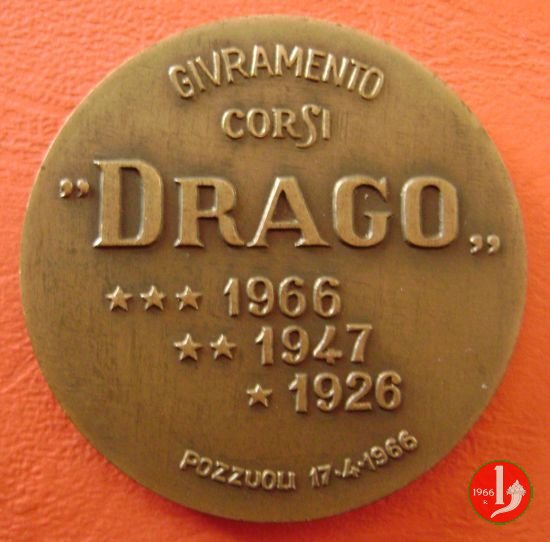 GIVRAMENTO
CORSI
"DRAGO„
★★★ 1966
★★ 1947
★ 1926
POZZUOLI 17·4·1966
1966
R